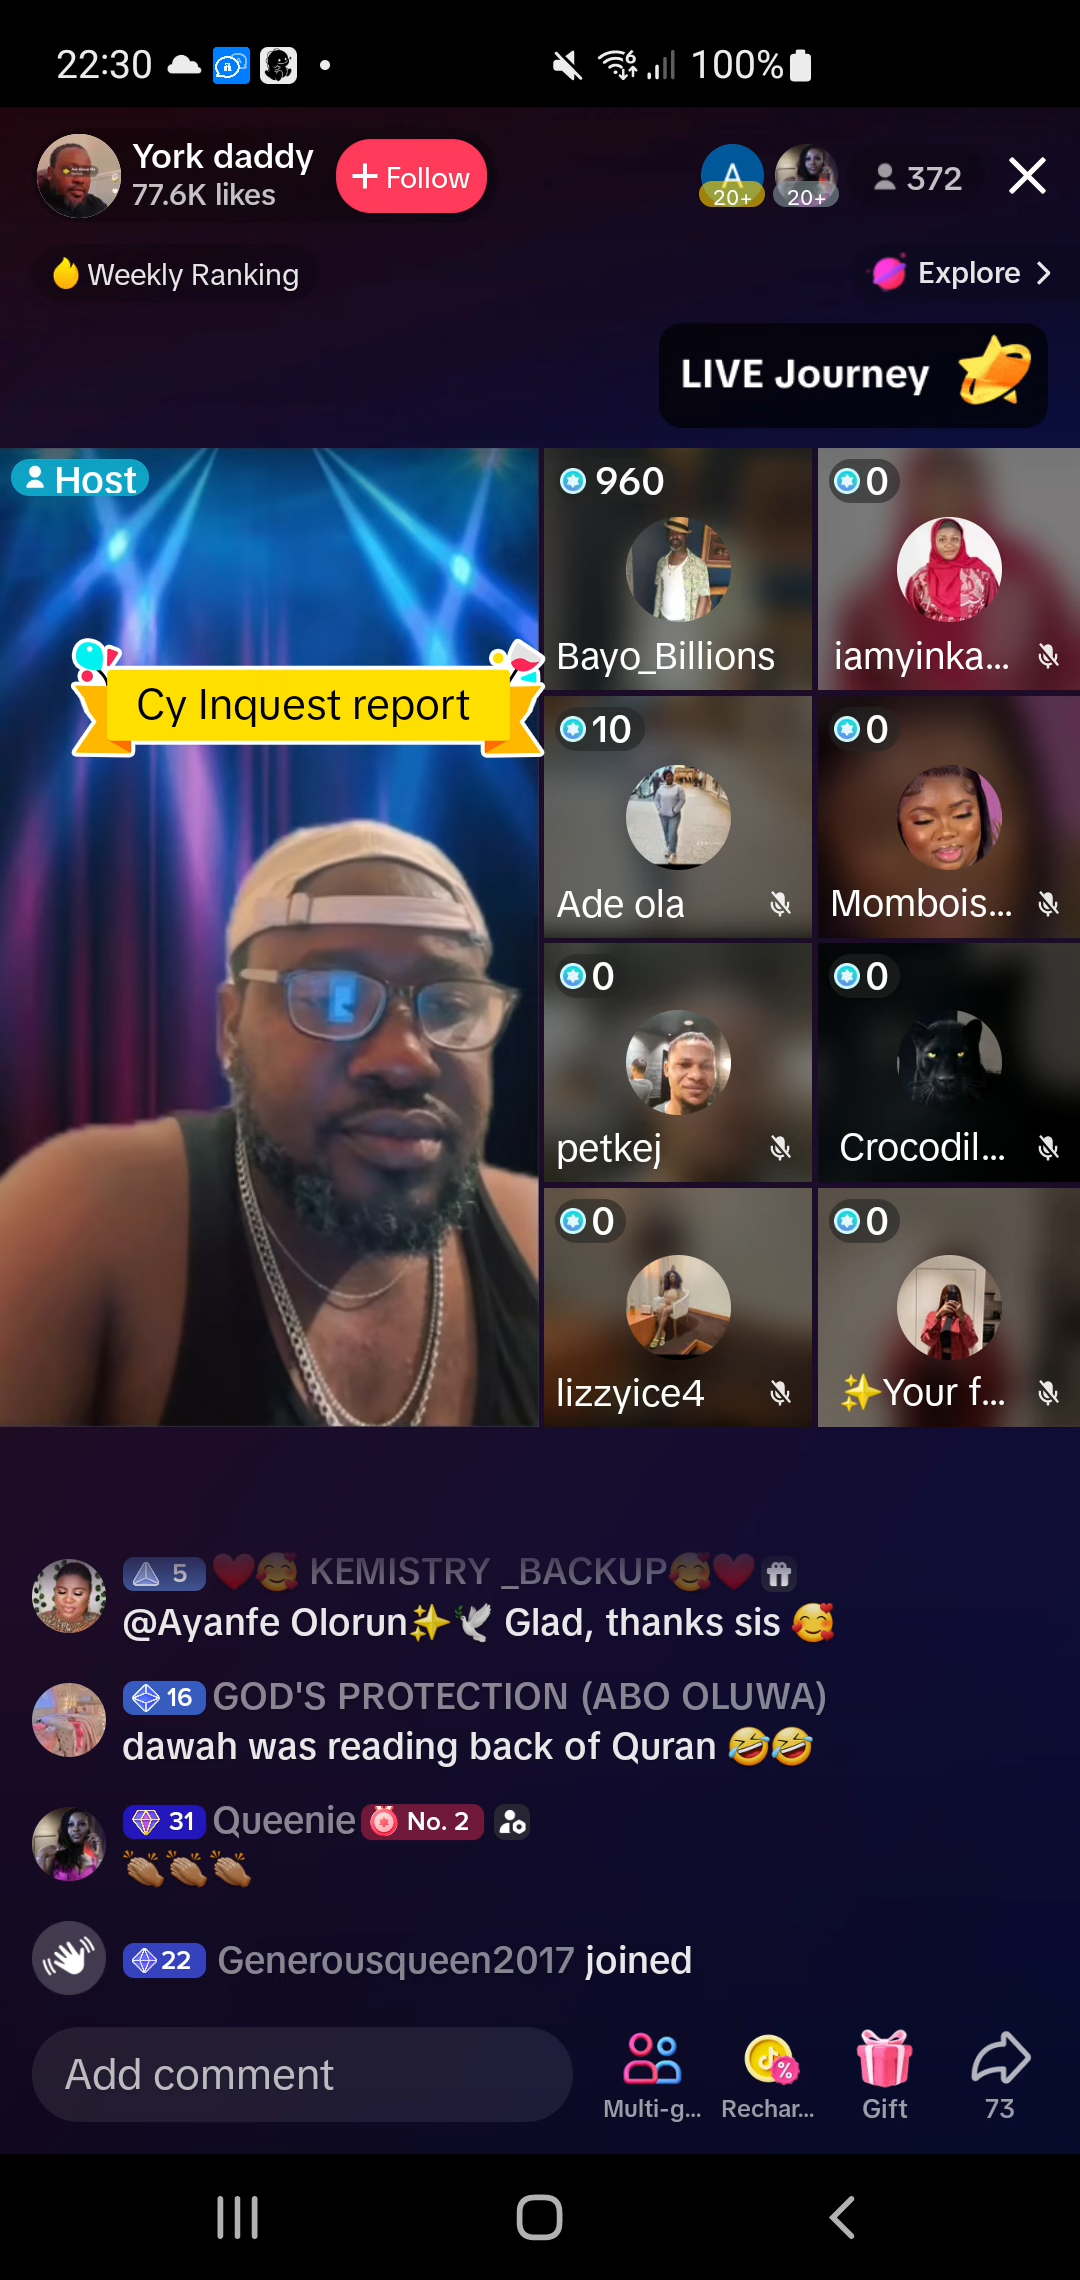 22:30
100%
York daddy
77.6K likes
+ Follow
A
20+
20+
372
Weekly Ranking
Explore
LIVE Journey
Host
Cy Inquest report
960
Bayo_Billions
0
iamyinka...
10
Ade ola
0
Mombois...
0
petkej
0
Crocodil...
0
lizzyice4
0
✨Your f...
5 ❤️🥰 KEMISTRY _BACKUP🥰❤️
@Ayanfe Olorun✨🕊️ Glad, thanks sis 🥰
16 GOD'S PROTECTION (ABO OLUWA)
dawah was reading back of Quran 🤣🤣
31 Queenie No. 2
👏🏽👏🏽👏🏽
22 Generousqueen2017 joined
Add comment
Multi-g...
Rechar...
Gift
73